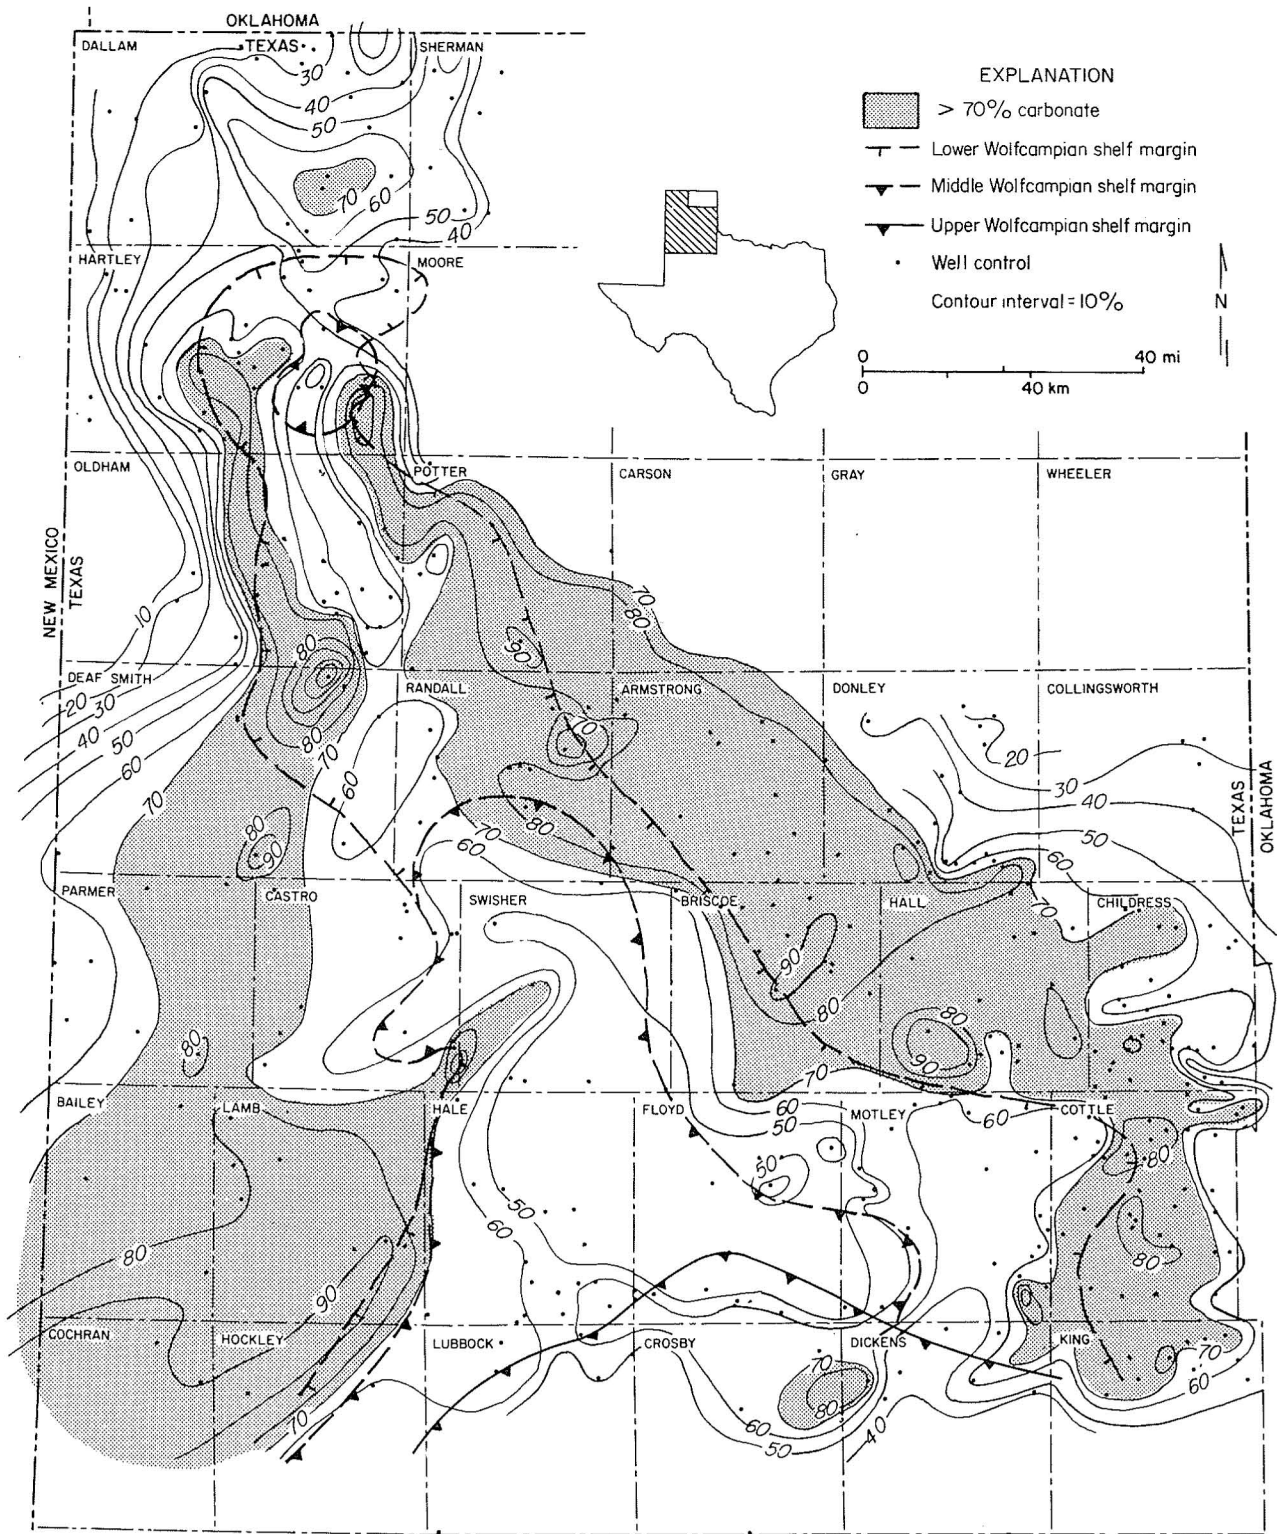 OKLAHOMA
TEXAS
DALLAM
SHERMAN
30
40
50
70
60
50
40
EXPLANATION
> 70% carbonate
Lower Wolfcampian shelf margin
Middle Wolfcampian shelf margin
Upper Wolfcampian shelf margin
Well control
Contour interval = 10%
N
0 40 mi
0 40 km
HARTLEY
MOORE
OLDHAM
POTTER
CARSON
GRAY
WHEELER
NEW MEXICO
TEXAS
10
70
80
90
80
DEAF SMITH
RANDALL
ARMSTRONG
DONLEY
COLLINGSWORTH
20
30
40
50
60
70
80
70
60
20
30
40
50
60
TEXAS
OKLAHOMA
80
90
70
60
80
PARMER
CASTRO
SWISHER
BRISCOE
HALL
CHILDRESS
70
90
80
80
90
80
70
BAILEY
LAMB
HALE
FLOYD
MOTLEY
COTTLE
60
50
60
50
80
50
60
80
80
90
COCHRAN
HOCKLEY
LUBBOCK
CROSBY
DICKENS
KING
70
70
80
60
50
40
70
60